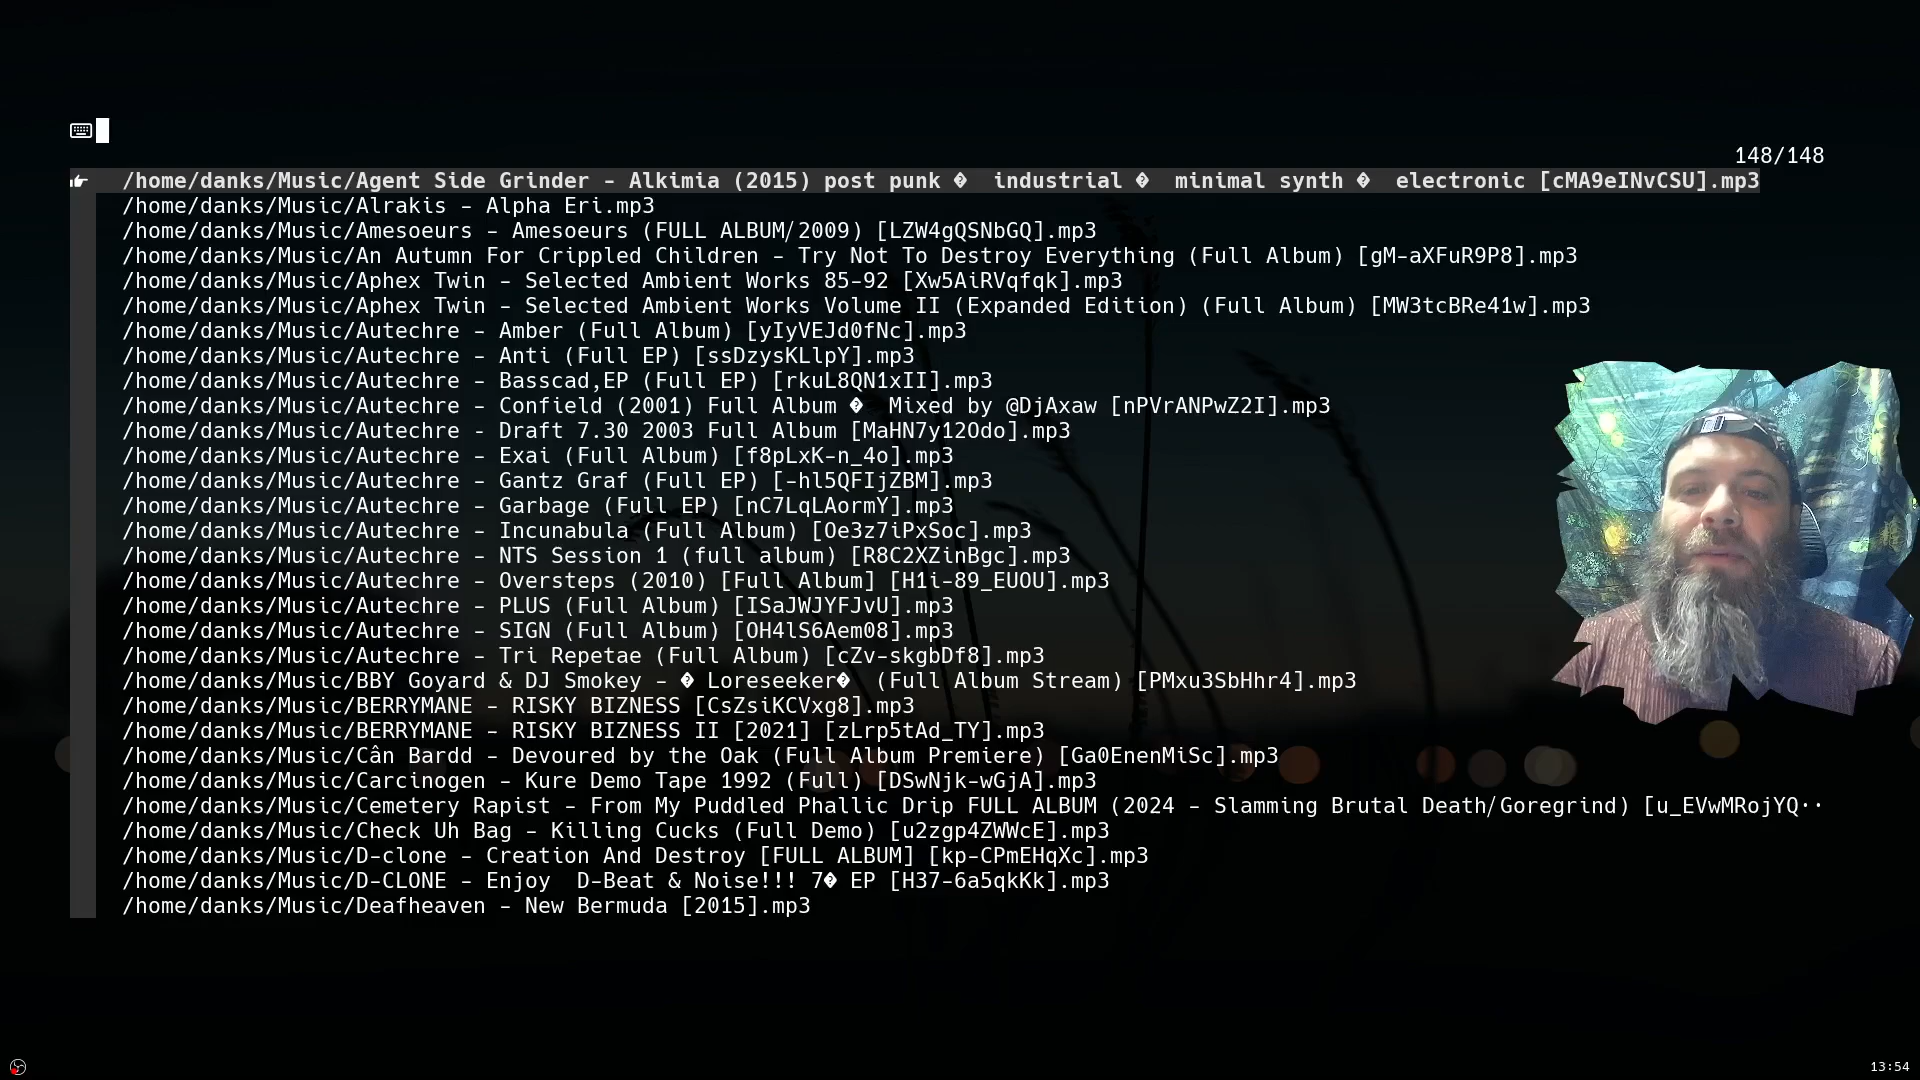 148/148
/home/danks/Music/Agent Side Grinder - Alkimia (2015) post punk � industrial � minimal synth � electronic [cMA9eINvCSU].mp3
/home/danks/Music/Alrakis - Alpha Eri.mp3
/home/danks/Music/Amesoeurs - Amesoeurs (FULL ALBUM/2009) [LZW4gQSNbGQ].mp3
/home/danks/Music/An Autumn For Crippled Children - Try Not To Destroy Everything (Full Album) [gM-aXFuR9P8].mp3
/home/danks/Music/Aphex Twin - Selected Ambient Works 85-92 [Xw5AiRVqfqk].mp3
/home/danks/Music/Aphex Twin - Selected Ambient Works Volume II (Expanded Edition) (Full Album) [MW3tcBRe41w].mp3
/home/danks/Music/Autechre - Amber (Full Album) [yIyVEJd0fNc].mp3
/home/danks/Music/Autechre - Anti (Full EP) [ssDzysKLlpY].mp3
/home/danks/Music/Autechre - Basscad,EP (Full EP) [rkuL8QN1xII].mp3
/home/danks/Music/Autechre - Confield (2001) Full Album � Mixed by @DjAxaw [nPVrANPwZ2I].mp3
/home/danks/Music/Autechre - Draft 7.30 2003 Full Album [MaHN7y12Odo].mp3
/home/danks/Music/Autechre - Exai (Full Album) [f8pLxK-n_4o].mp3
/home/danks/Music/Autechre - Gantz Graf (Full EP) [-hl5QFIjZBM].mp3
/home/danks/Music/Autechre - Garbage (Full EP) [nC7LqLAormY].mp3
/home/danks/Music/Autechre - Incunabula (Full Album) [Oe3z7iPxSoc].mp3
/home/danks/Music/Autechre - NTS Session 1 (full album) [R8C2XZinBgc].mp3
/home/danks/Music/Autechre - Oversteps (2010) [Full Album] [H1i-89_EUOU].mp3
/home/danks/Music/Autechre - PLUS (Full Album) [ISaJWJYFJvU].mp3
/home/danks/Music/Autechre - SIGN (Full Album) [OH4lS6Aem08].mp3
/home/danks/Music/Autechre - Tri Repetae (Full Album) [cZv-skgbDf8].mp3
/home/danks/Music/BBY Goyard & DJ Smokey - � Loreseeker� (Full Album Stream) [PMxu3SbHhr4].mp3
/home/danks/Music/BERRYMANE - RISKY BIZNESS [CsZsiKCVxg8].mp3
/home/danks/Music/BERRYMANE - RISKY BIZNESS II [2021] [zLrp5tAd_TY].mp3
/home/danks/Music/Cân Bardd - Devoured by the Oak (Full Album Premiere) [Ga0EnenMiSc].mp3
/home/danks/Music/Carcinogen - Kure Demo Tape 1992 (Full) [DSwNjk-wGjA].mp3
/home/danks/Music/Cemetery Rapist - From My Puddled Phallic Drip FULL ALBUM (2024 - Slamming Brutal Death/Goregrind) [u_EVwMRojYQ··
/home/danks/Music/Check Uh Bag - Killing Cucks (Full Demo) [u2zgp4ZWWcE].mp3
/home/danks/Music/D-clone - Creation And Destroy [FULL ALBUM] [kp-CPmEHqXc].mp3
/home/danks/Music/D-CLONE - Enjoy  D-Beat & Noise!!! 7� EP [H37-6a5qkKk].mp3
/home/danks/Music/Deafheaven - New Bermuda [2015].mp3
13:54